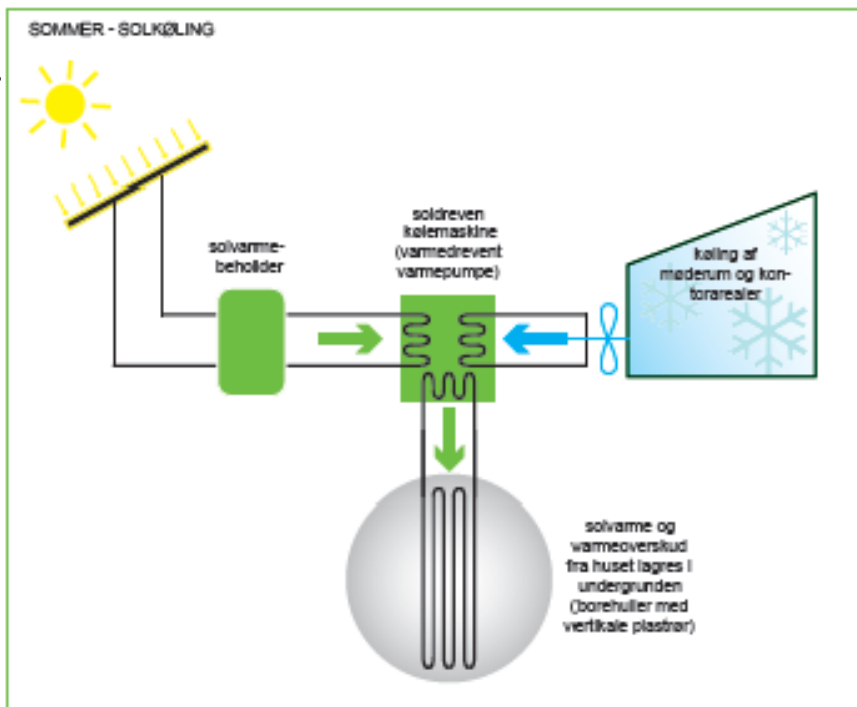 SOMMER - SOLKØLING
solvarme-
beholder
soldreven
kølemaskine
(varmedrevent
varmepumpe)
køling af
møderum og kon-
torarealer
solvarme og
varmeoverskud
fra huset lagres i
undergrunden
(borehuller med
vertikale plastrør)